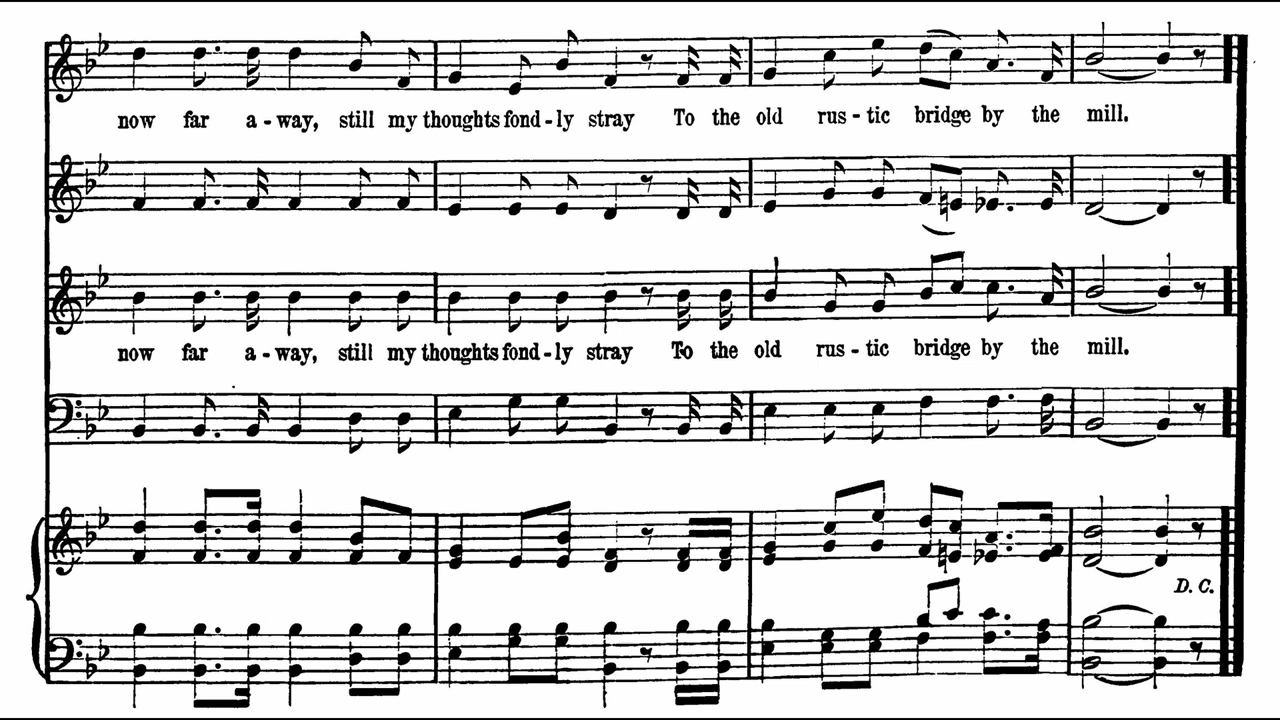 now far a - way, still my thoughts fond - ly stray To the old rus - tic bridge by the mill.
now far a - way, still my thoughts fond - ly stray To the old rus - tic bridge by the mill.
D. C.